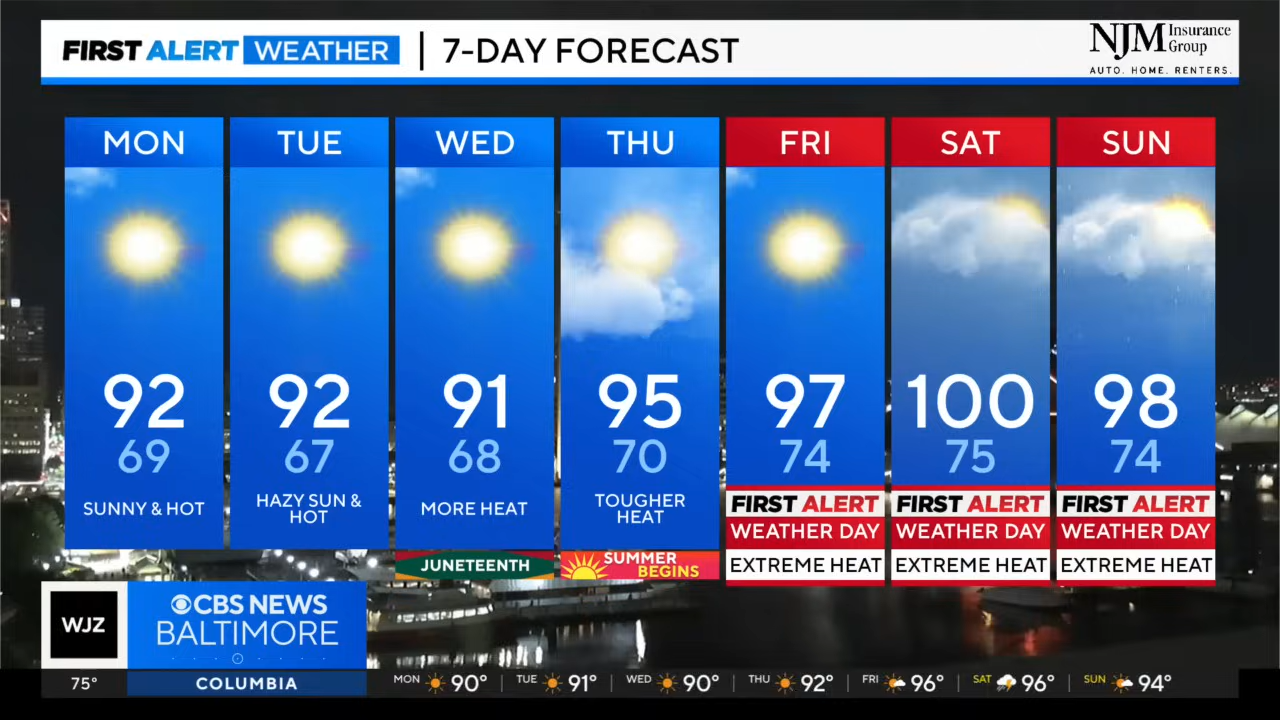 FIRST ALERT WEATHER | 7-DAY FORECAST
NJM Insurance Group
AUTO. HOME. RENTERS.
MON
92
69
SUNNY & HOT
TUE
92
67
HAZY SUN &
HOT
WED
91
68
MORE HEAT
JUNETEENTH
THU
95
70
TOUGHER
HEAT
SUMMER
BEGINS
FRI
97
74
FIRST ALERT
WEATHER DAY
EXTREME HEAT
SAT
100
75
FIRST ALERT
WEATHER DAY
EXTREME HEAT
SUN
98
74
FIRST ALERT
WEATHER DAY
EXTREME HEAT
WJZ
CBS NEWS
BALTIMORE
75° COLUMBIA MON 90° | TUE 91° | WED 90° | THU 92° | FRI 96° | SAT 96° | SUN 94°